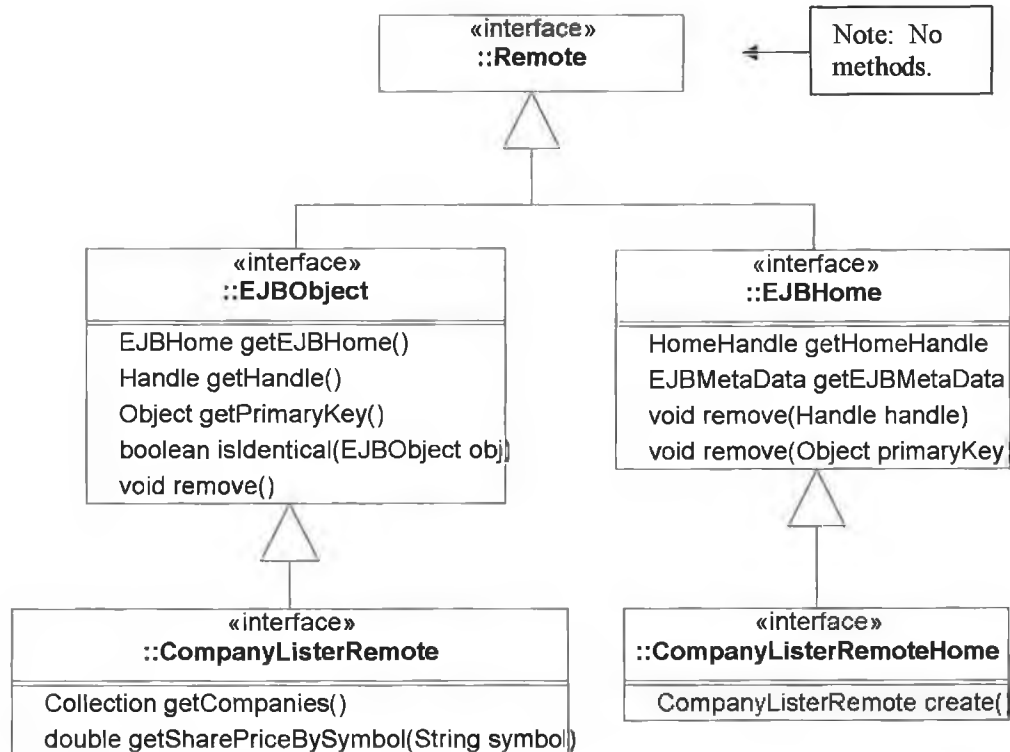 «interface»
::Remote
Note: No
methods.
«interface»
::EJBObject
EJBHome getEJBHome()
Handle getHandle()
Object getPrimaryKey()
boolean isIdentical(EJBObject obj)
void remove()
«interface»
::EJBHome
HomeHandle getHomeHandle
EJBMetaData getEJBMetaData
void remove(Handle handle)
void remove(Object primaryKey)
«interface»
::CompanyListerRemote
Collection getCompanies()
double getSharePriceBySymbol(String symbol)
«interface»
::CompanyListerRemoteHome
CompanyListerRemote create()